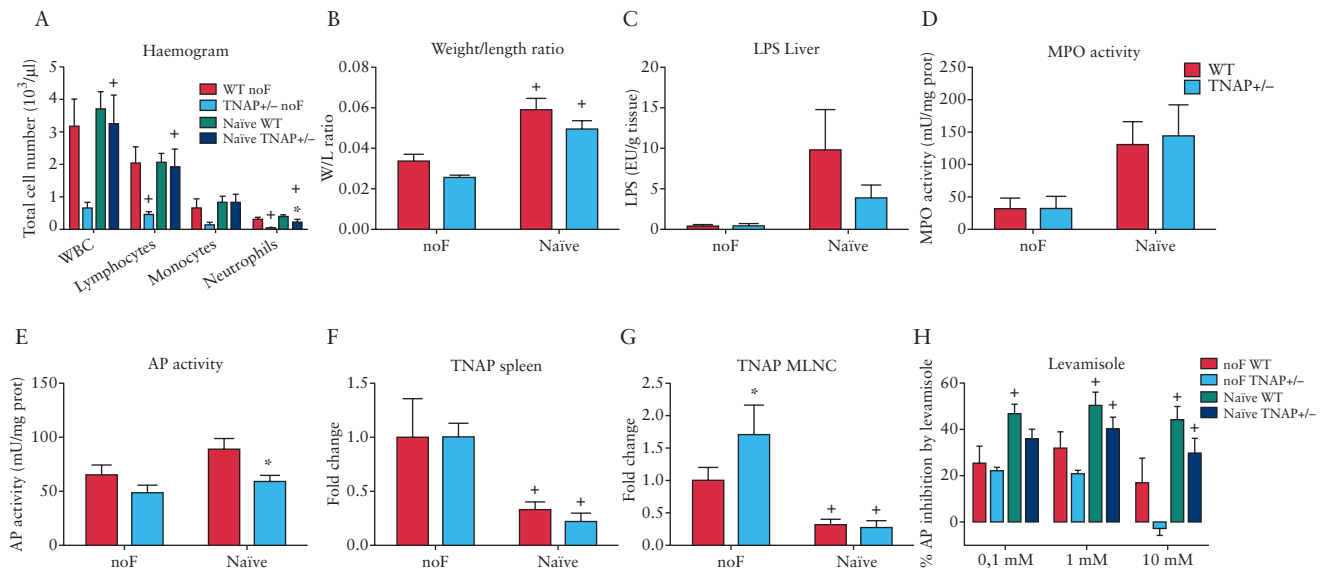 A
Haemogram
Total cell number (10³/µl)
5
4
3
2
1
0
WBC
Lymphocytes
Monocytes
Neutrophils
WT noF
TNAP+/− noF
Naïve WT
Naïve TNAP+/−
+
+
+
+
+
*
B
Weight/length ratio
W/L ratio
0.08
0.06
0.04
0.02
0.00
noF
Naïve
+
+
C
LPS Liver
LPS (EU/g tissue)
20
15
10
5
0
noF
Naïve
D
MPO activity
MPO activity (mU/mg prot)
250
200
150
100
50
0
noF
Naïve
WT
TNAP+/−
E
AP activity
AP activity (mU/mg prot)
150
100
50
0
noF
Naïve
*
F
TNAP spleen
Fold change
1.5
1.0
0.5
0.0
noF
Naïve
+
+
G
TNAP MLNC
Fold change
2.5
2.0
1.5
1.0
0.5
0.0
noF
Naïve
*
+
+
H
Levamisole
% AP inhibition by levamisole
60
40
20
0
0,1 mM
1 mM
10 mM
noF WT
noF TNAP+/−
Naïve WT
Naïve TNAP+/−
+
+
+
+
+